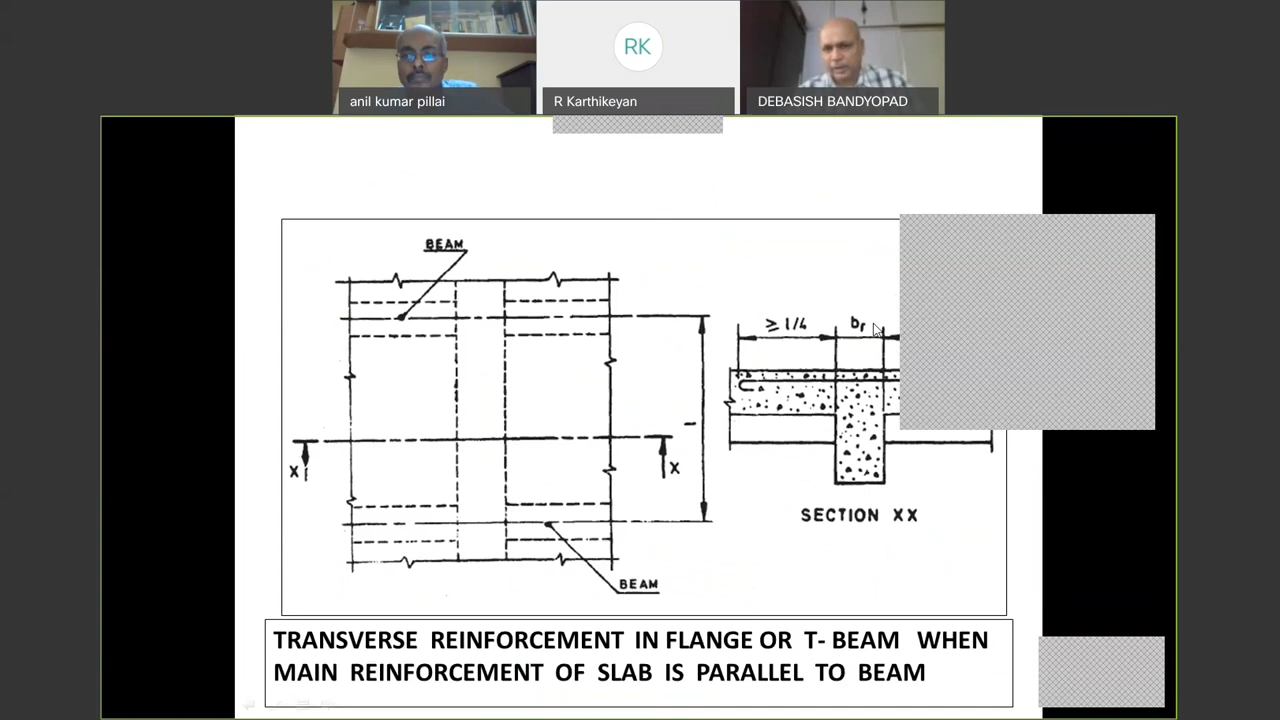 RK
anil kumar pillai
R Karthikeyan
DEBASISH BANDYOPAD
BEAM
≥ l/4
bf
l
X
X
SECTION XX
BEAM
TRANSVERSE REINFORCEMENT IN FLANGE OR T- BEAM WHEN
MAIN REINFORCEMENT OF SLAB IS PARALLEL TO BEAM